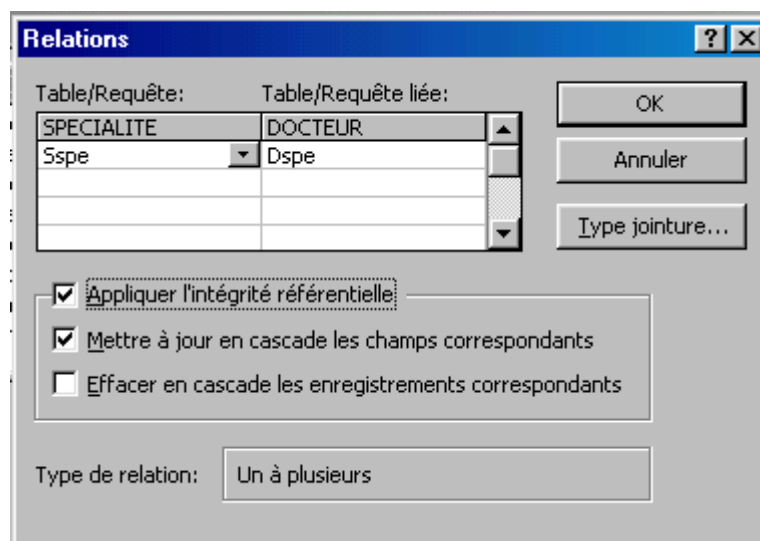 Relations
Table/Requête: Table/Requête liée:
SPECIALITE DOCTEUR
Sspe Dspe
OK
Annuler
Type jointure...
Appliquer l'intégrité référentielle
Mettre à jour en cascade les champs correspondants
Effacer en cascade les enregistrements correspondants
Type de relation: Un à plusieurs